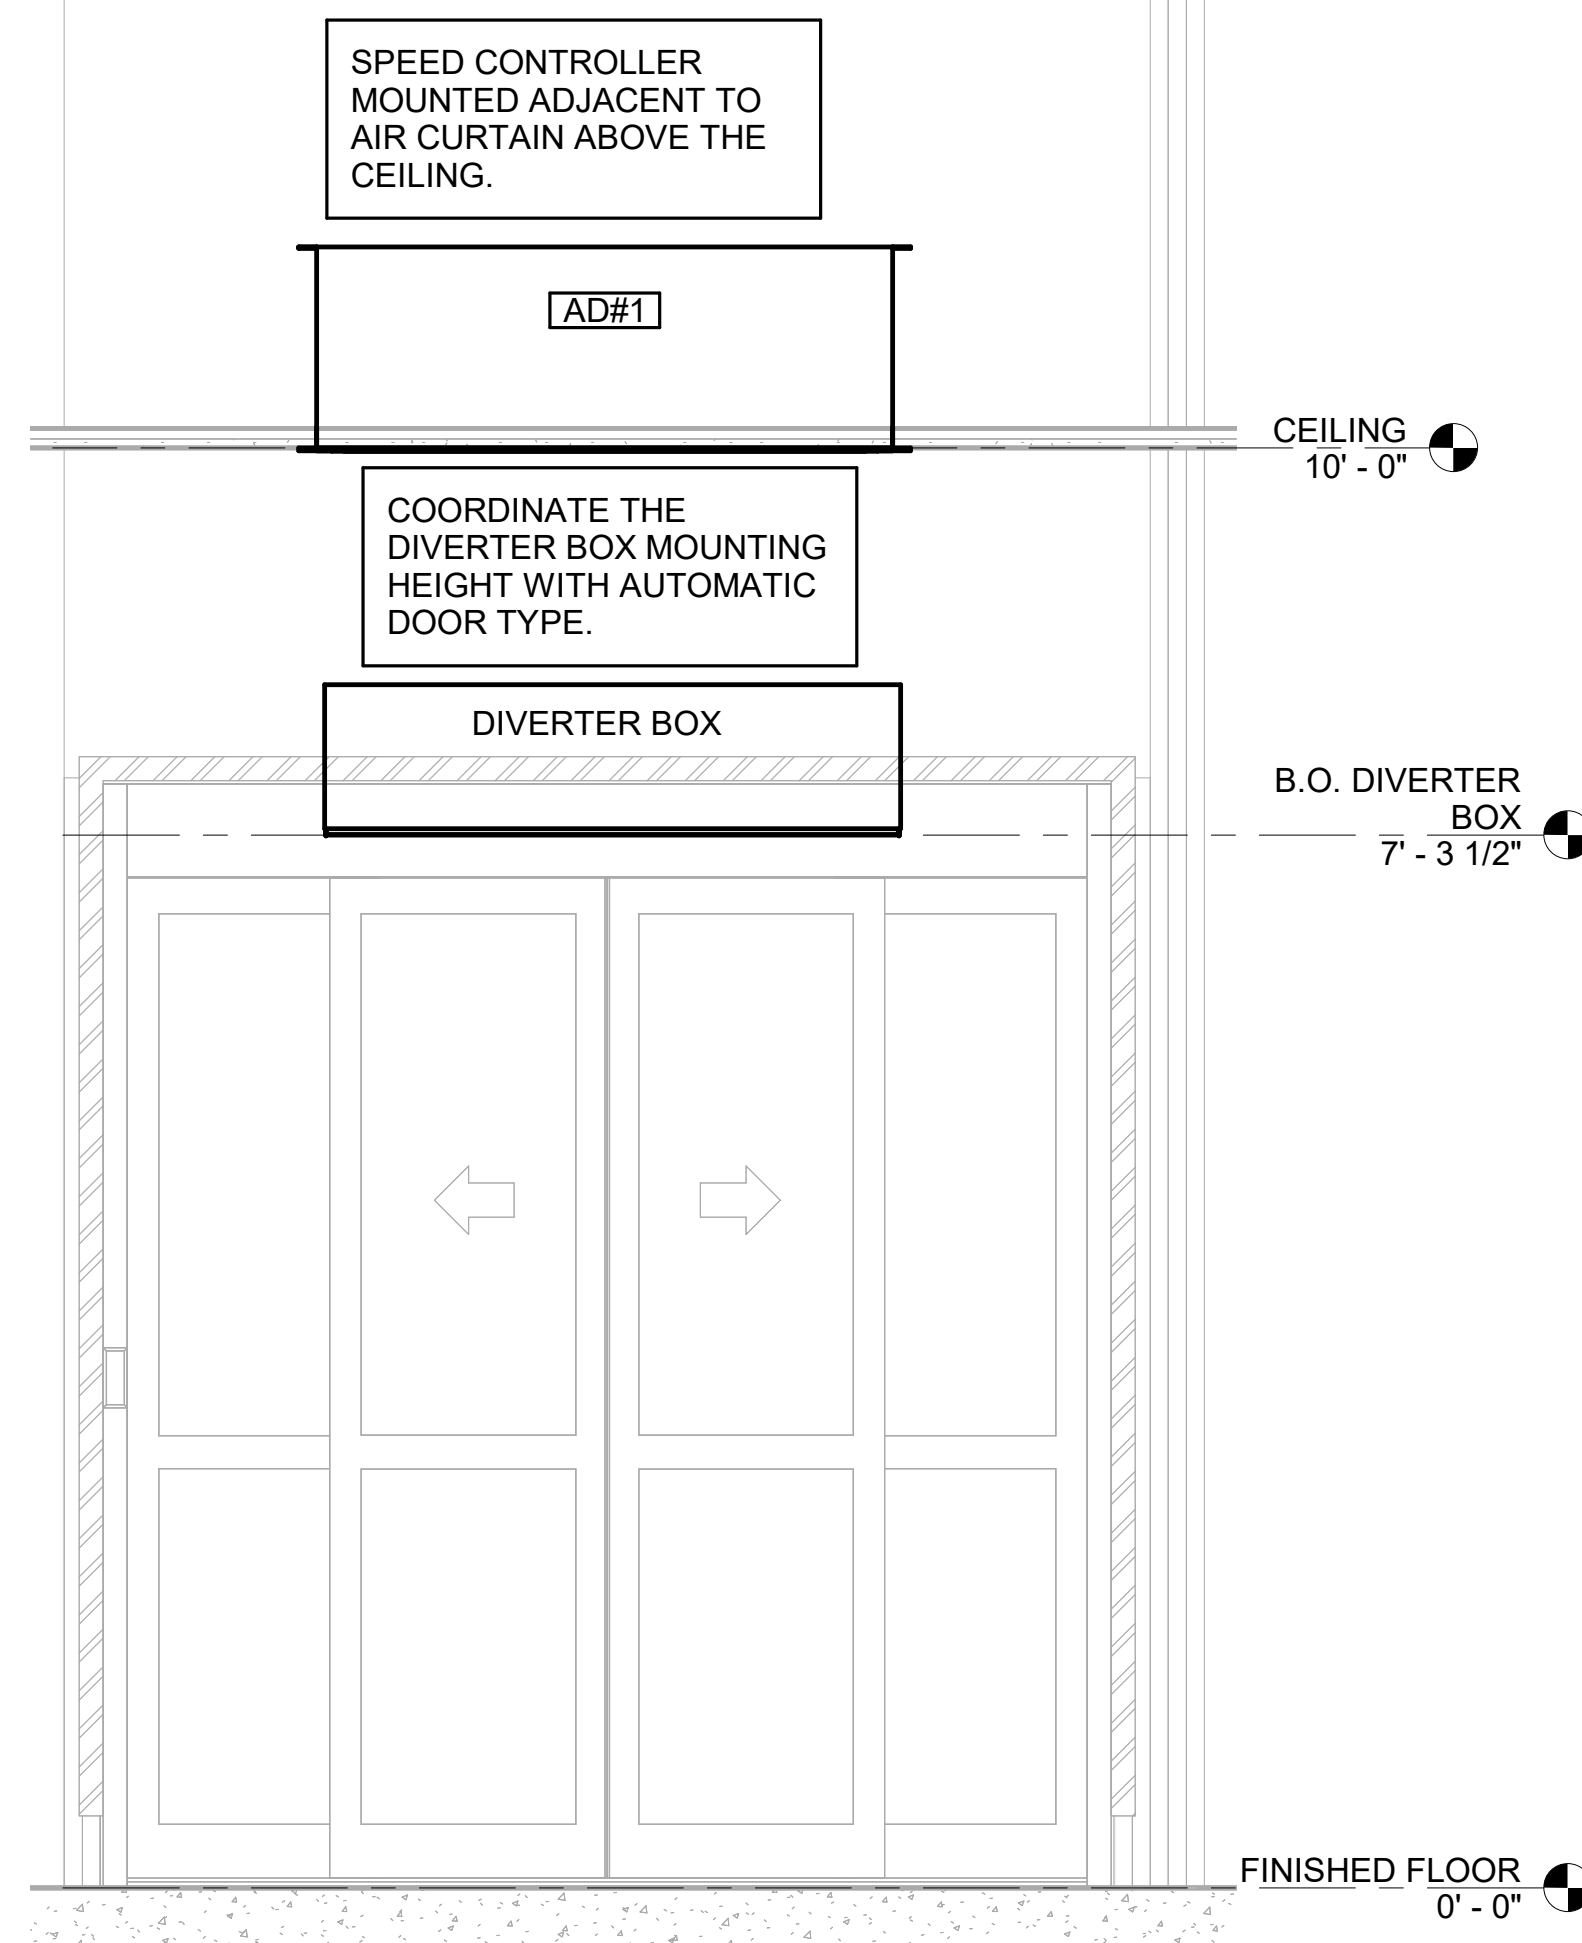 SPEED CONTROLLER
MOUNTED ADJACENT TO
AIR CURTAIN ABOVE THE
CEILING.
AD#1
CEILING
10' - 0"
COORDINATE THE
DIVERTER BOX MOUNTING
HEIGHT WITH AUTOMATIC
DOOR TYPE.
DIVERTER BOX
B.O. DIVERTER
BOX
7' - 3 1/2"
FINISHED FLOOR
0' - 0"